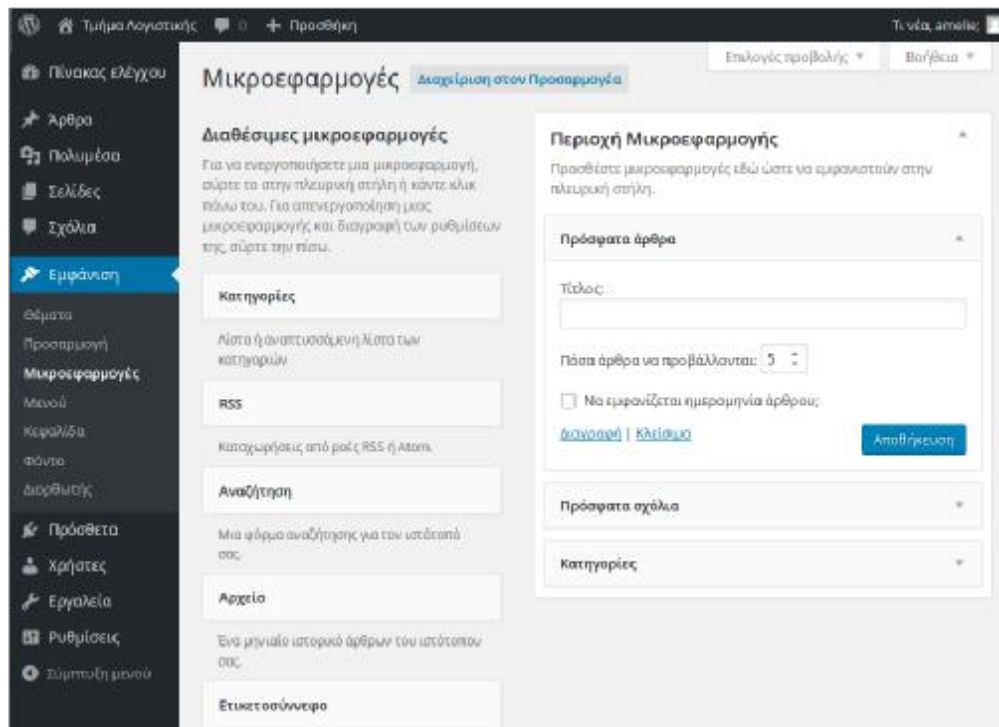 Τμήμα Λογιστικής 0 Προσθήκη
Τι νέα, amelie;
Πίνακας ελέγχου
Άρθρα
Πολυμέσα
Σελίδες
Σχόλια
Εμφάνιση
Θέματα
Προσαρμογή
Μικροεφαρμογές
Μενού
Κεφαλίδα
Φόντο
Διορθωτής
Πρόσθετα
Χρήστες
Εργαλεία
Ρυθμίσεις
Σύμπτυξη μενού
Επιλογές προβολής
Βοήθεια
Μικροεφαρμογές Διαχείριση στον Προσαρμογέα
Διαθέσιμες μικροεφαρμογές
Για να ενεργοποιήσετε μια μικροεφαρμογή,
σύρτε το στην πλευρική στήλη ή κάντε κλικ
πάνω του. Για απενεργοποίηση μιας
μικροεφαρμογής και διαγραφή των ρυθμίσεων
της, σύρτε την πίσω.
Κατηγορίες
Λίστα ή αναπτυσσόμενη λίστα των
κατηγοριών
RSS
Καταχωρήσεις από ροές RSS ή Atom.
Αναζήτηση
Μια φόρμα αναζήτησης για τον ιστότοπό
σας.
Αρχείο
Ένα μηνιαίο ιστορικό άρθρων του ιστότοπου
σας.
Ετικετοσύννεφο
Περιοχή Μικροεφαρμογής
Προσθέστε μικροεφαρμογές εδώ ώστε να εμφανιστούν στην
πλευρική στήλη.
Πρόσφατα άρθρα
Τίτλος:
Πόσα άρθρα να προβάλλονται: 5
Να εμφανίζεται ημερομηνία άρθρου;
Διαγραφή | Κλείσιμο
Αποθήκευση
Πρόσφατα σχόλια
Κατηγορίες